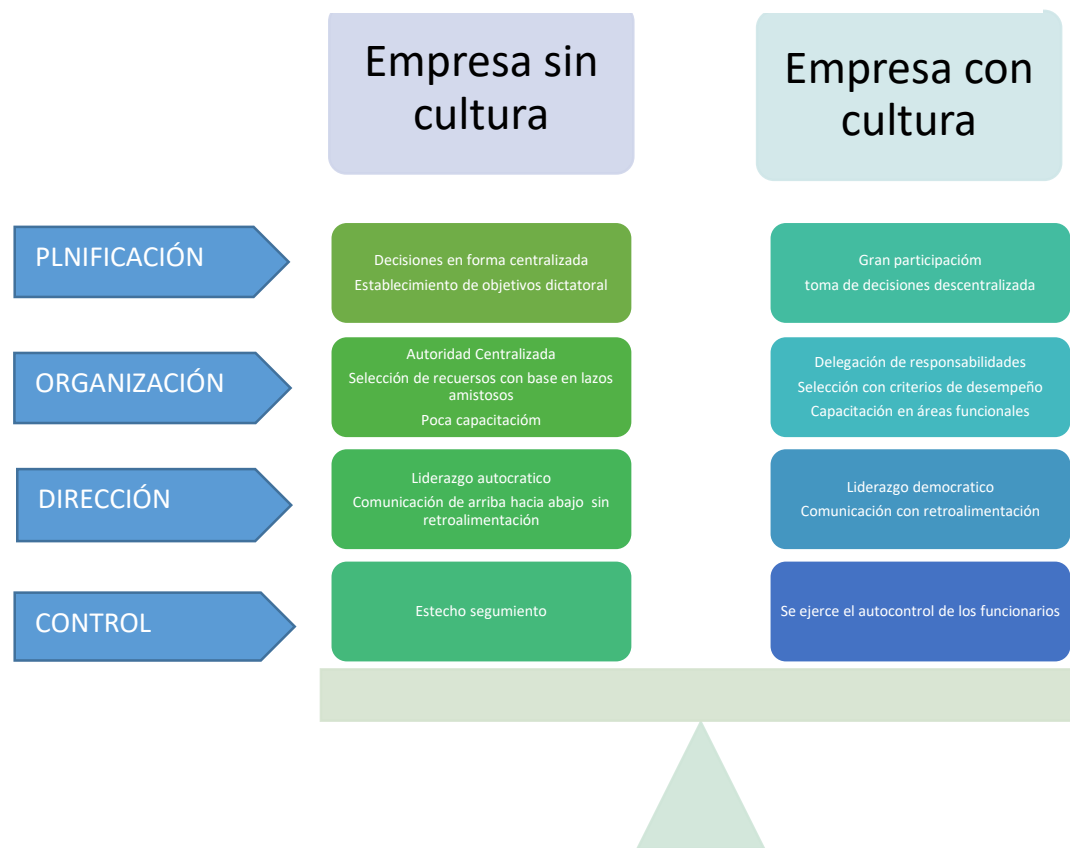 Empresa sin
cultura
Empresa con
cultura
PLNIFICACIÓN
Decisiones en forma centralizada
Establecimiento de objetivos dictatoral
Gran participacióm
toma de decisiones descentralizada
ORGANIZACIÓN
Autoridad Centralizada
Selección de recuersos con base en lazos
amistosos
Poca capacitacióm
Delegación de responsabilidades
Selección con criterios de desempeño
Capacitación en áreas funcionales
DIRECCIÓN
Liderazgo autocratico
Comunicación de arriba hacia abajo  sin
retroalimentación
Liderazgo democratico
Comunicación con retroalimentación
CONTROL
Estecho segumiento
Se ejerce el autocontrol de los funcionarios